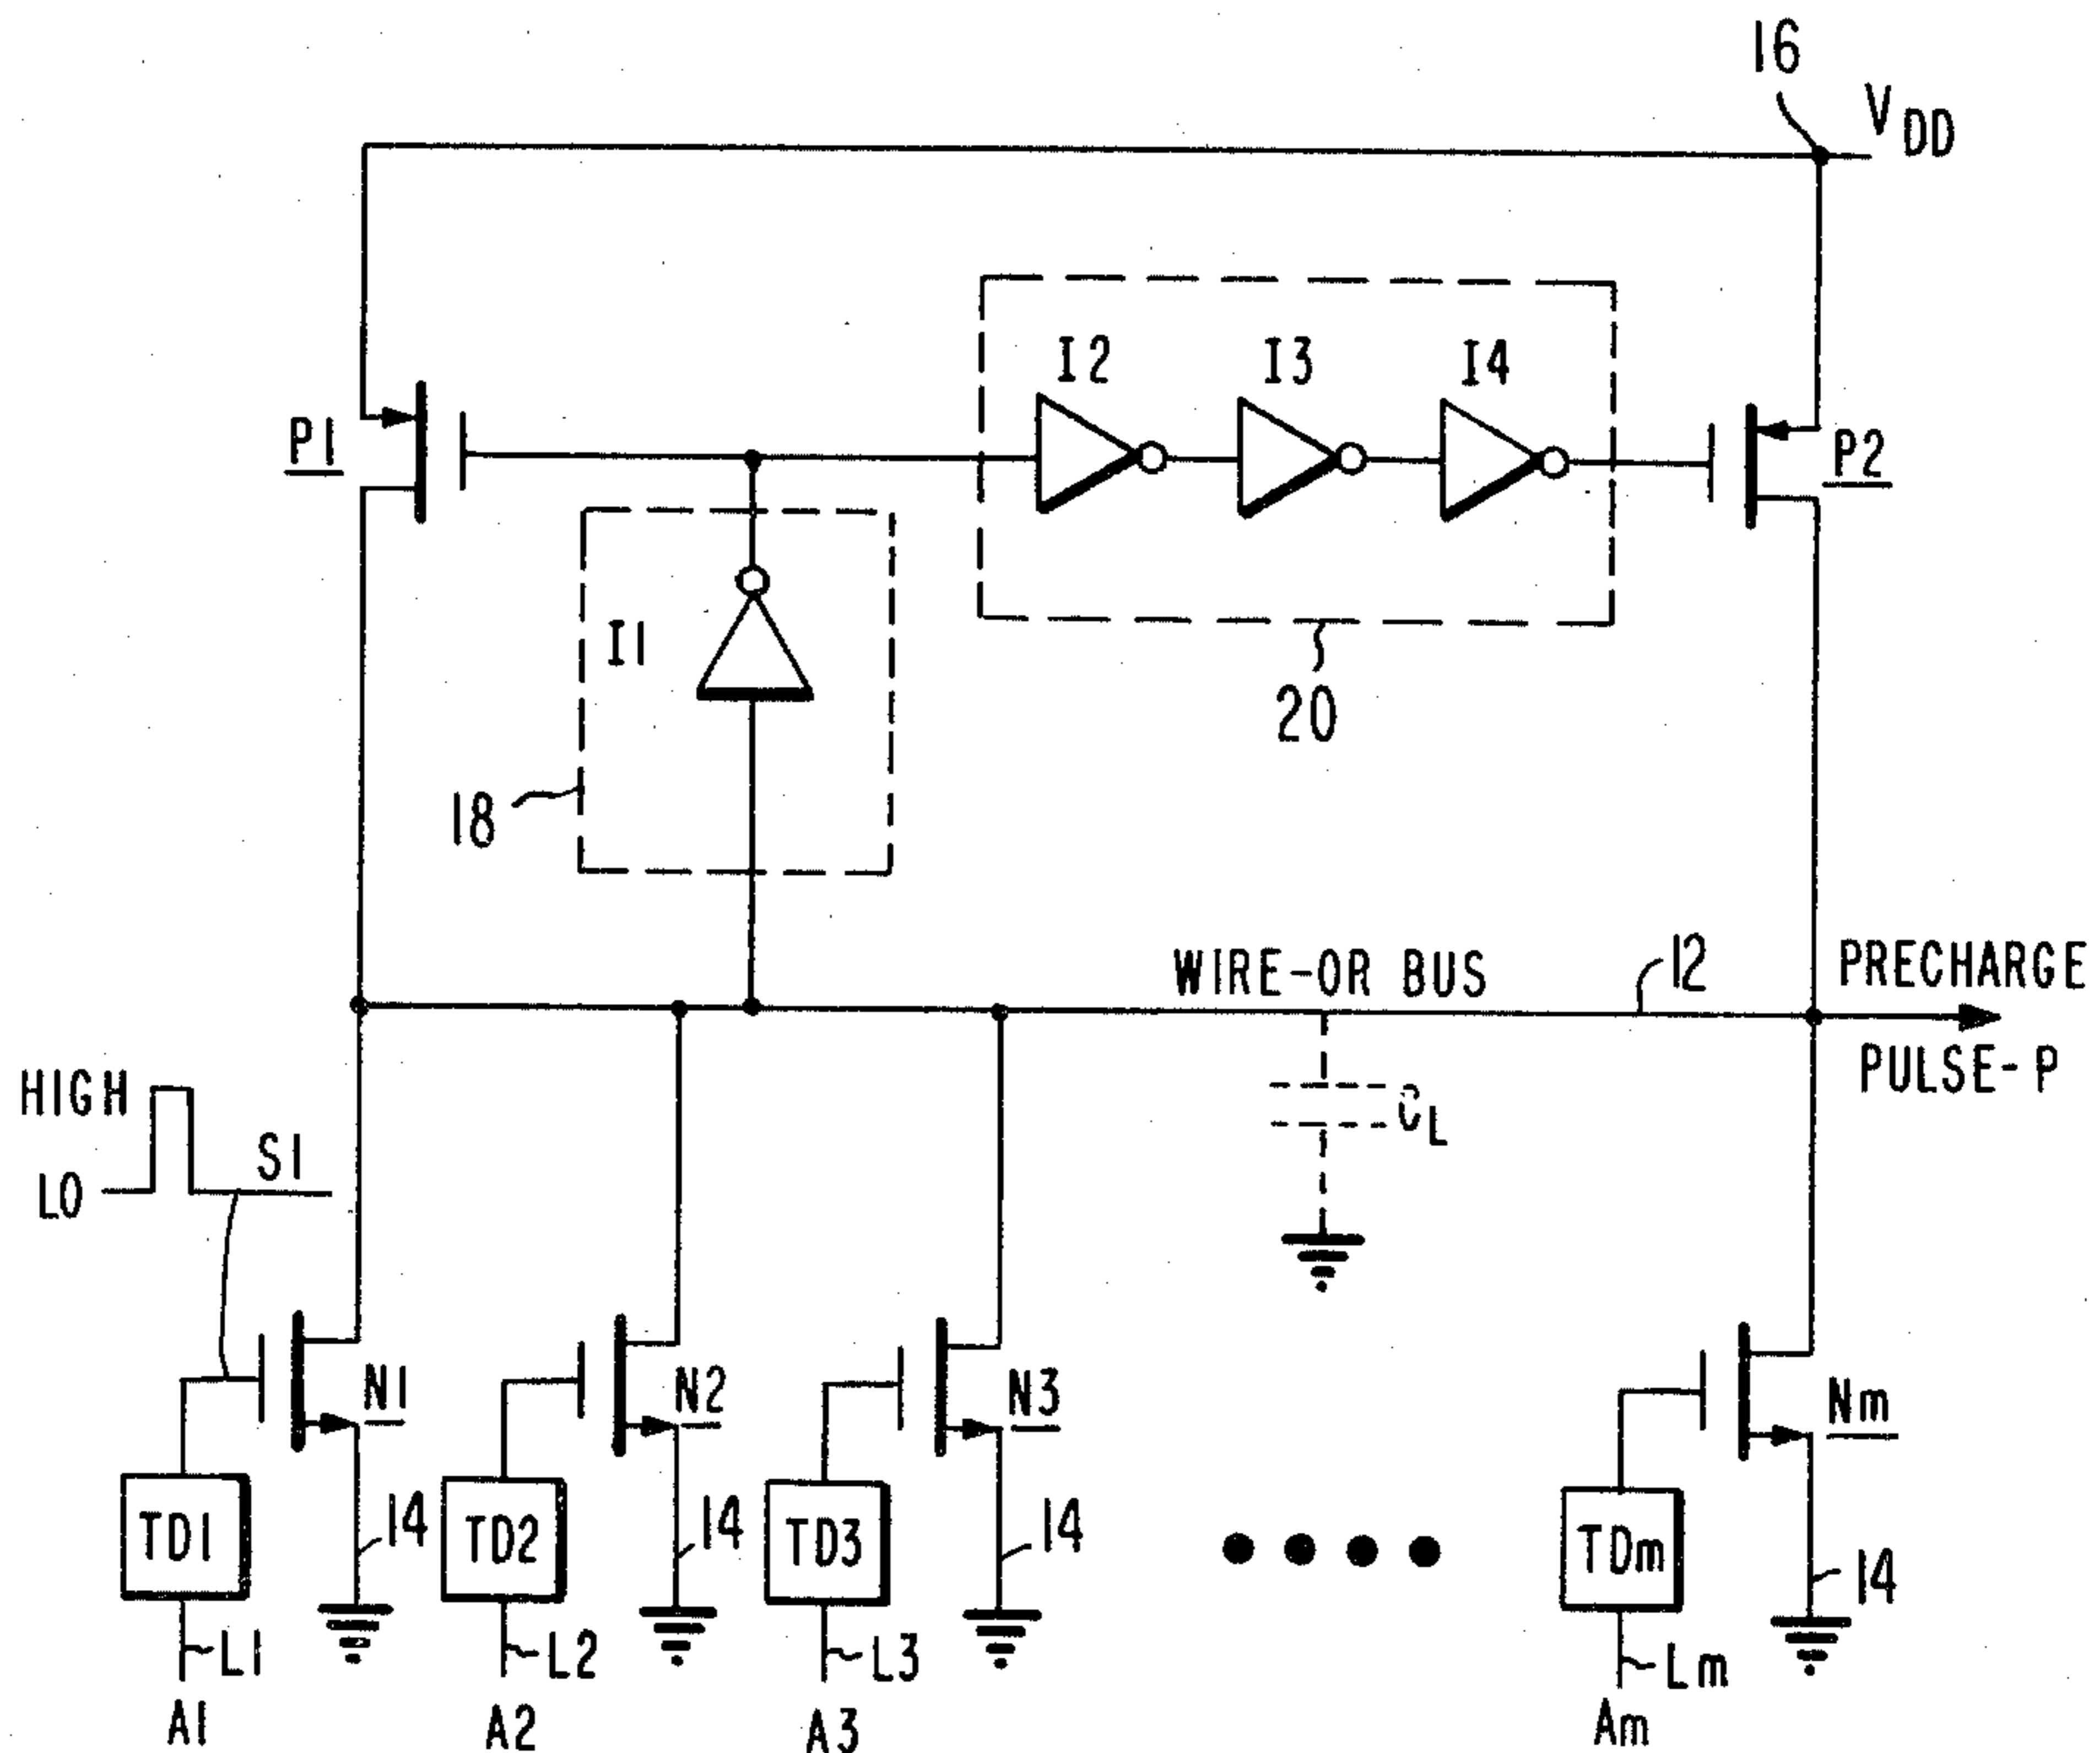 16
VDD
I2 I3 I4
P1
P2
I1
20
18
WIRE-OR BUS
12
PRECHARGE
PULSE-P
HIGH
S1
LO
CL
N1 N2 N3 Nm
TD1 TD2 TD3 TDm
14 14 14 14
L1 L2 L3 Lm
A1 A2 A3 Am